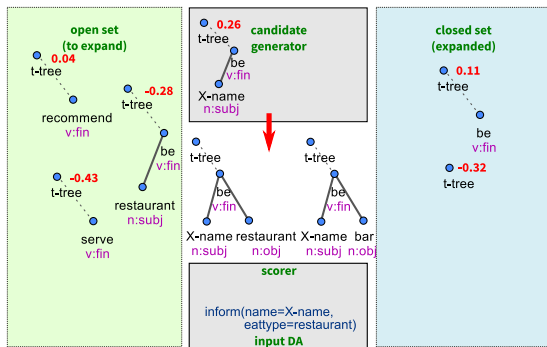 open set
(to expand)
0.04
t-tree
recommend
v:fin
-0.28
t-tree
be
v:fin
restaurant
n:subj
-0.43
t-tree
serve
v:fin
candidate
generator
0.26
t-tree
be
v:fin
X-name
n:subj
t-tree
be
v:fin
X-name restaurant
n:subj n:obj
t-tree
be
v:fin
X-name bar
n:subj n:obj
scorer
inform(name=X-name,
eattype=restaurant)
input DA
closed set
(expanded)
0.11
t-tree
be
v:fin
-0.32
t-tree